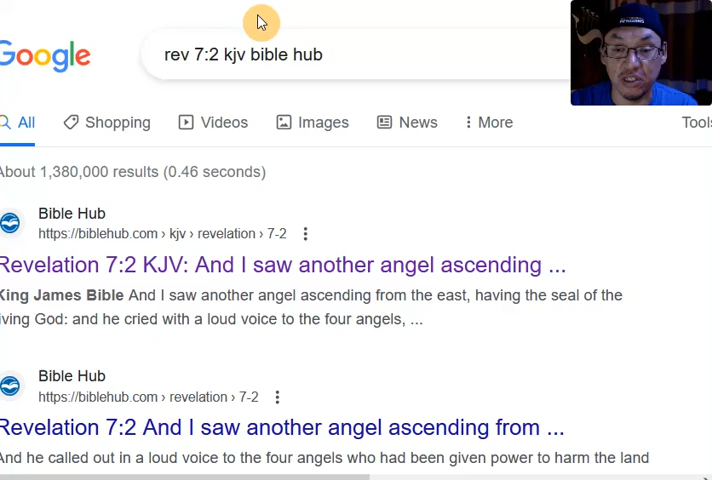 Google
rev 7:2 kjv bible hub
All
Shopping
Videos
Images
News
More
Tools
About 1,380,000 results (0.46 seconds)
Bible Hub
https://biblehub.com › kjv › revelation › 7-2
Revelation 7:2 KJV: And I saw another angel ascending ...
King James Bible And I saw another angel ascending from the east, having the seal of the
living God: and he cried with a loud voice to the four angels, ...
Bible Hub
https://biblehub.com › revelation › 7-2
Revelation 7:2 And I saw another angel ascending from ...
And he called out in a loud voice to the four angels who had been given power to harm the land